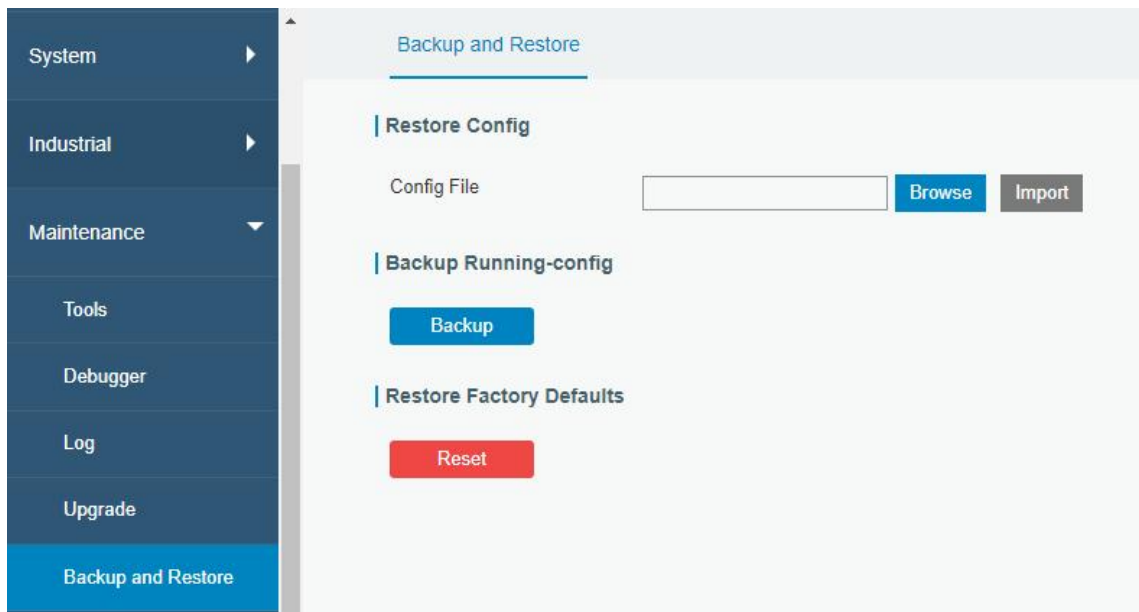 System
Industrial
Maintenance
Tools
Debugger
Log
Upgrade
Backup and Restore
Backup and Restore
Restore Config
Config File
Browse
Import
Backup Running-config
Backup
Restore Factory Defaults
Reset